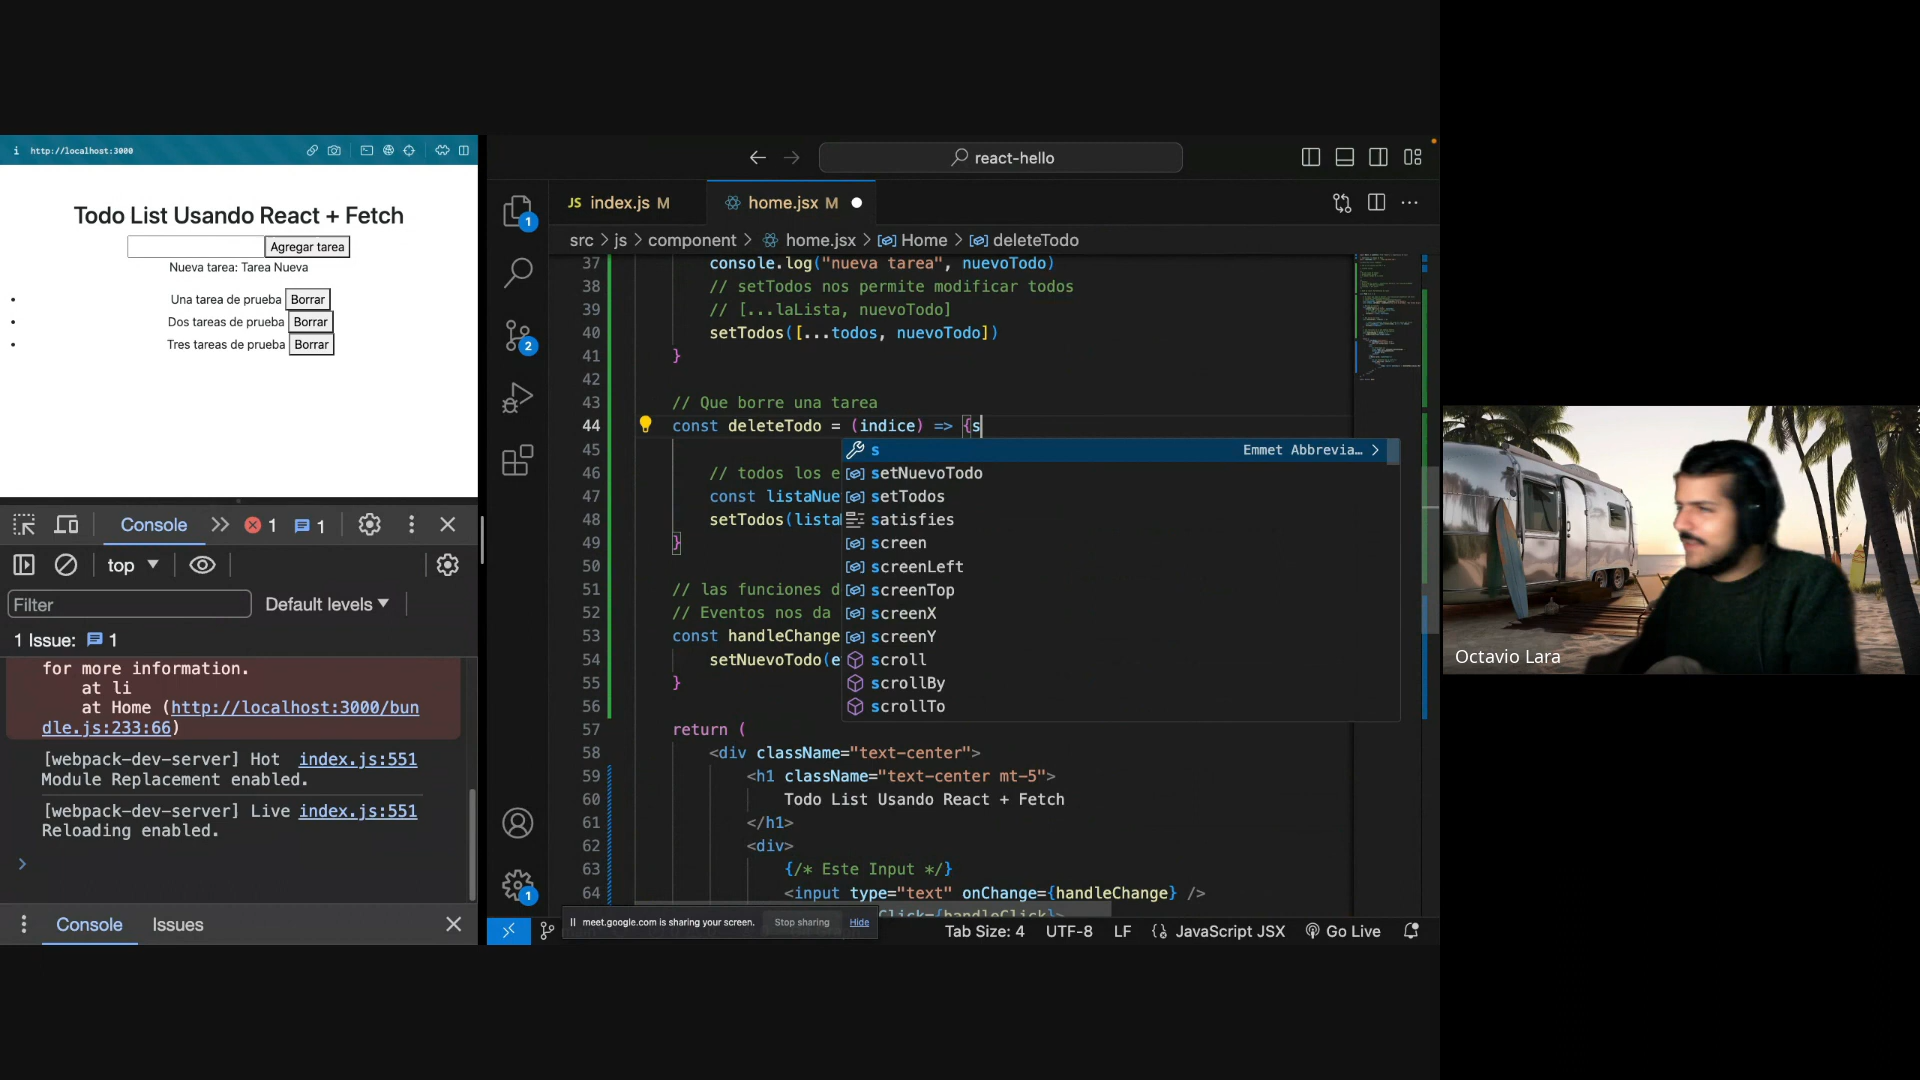 http://localhost:3000
Todo List Usando React + Fetch
Agregar tarea
Nueva tarea: Tarea Nueva
Una tarea de prueba Borrar
Dos tareas de prueba Borrar
Tres tareas de prueba Borrar
Console
1
1
top
Filter
Default levels
1 Issue: 1
for more information.
at li
at Home (http://localhost:3000/bun
dle.js:233:66)
[webpack-dev-server] Hot index.js:551
Module Replacement enabled.
[webpack-dev-server] Live index.js:551
Reloading enabled.
Console Issues
react-hello
JS index.js M
home.jsx M
src > js > component > home.jsx > Home > deleteTodo
1
2
1
37 console.log("nueva tarea", nuevoTodo)
38 // setTodos nos permite modificar todos
39 // [...laLista, nuevoTodo]
40 setTodos([...todos, nuevoTodo])
41 }
42
43 // Que borre una tarea
44 const deleteTodo = (indice) => {s
45
46 // todos los e
47 const listaNue
48 setTodos(lista
49 }
50
51 // las funciones d
52 // Eventos nos da
53 const handleChange
54 setNuevoTodo(e
55 }
56
57 return (
58 <div className="text-center">
59 <h1 className="text-center mt-5">
60 Todo List Usando React + Fetch
61 </h1>
62 <div>
63 {/* Este Input */}
64 <input type="text" onChange={handleChange} />
Click={handleClick}>
s Emmet Abbrevia...
setNuevoTodo
setTodos
satisfies
screen
screenLeft
screenTop
screenX
screenY
scroll
scrollBy
scrollTo
meet.google.com is sharing your screen. Stop sharing Hide
Tab Size: 4 UTF-8 LF {} JavaScript JSX Go Live
Octavio Lara